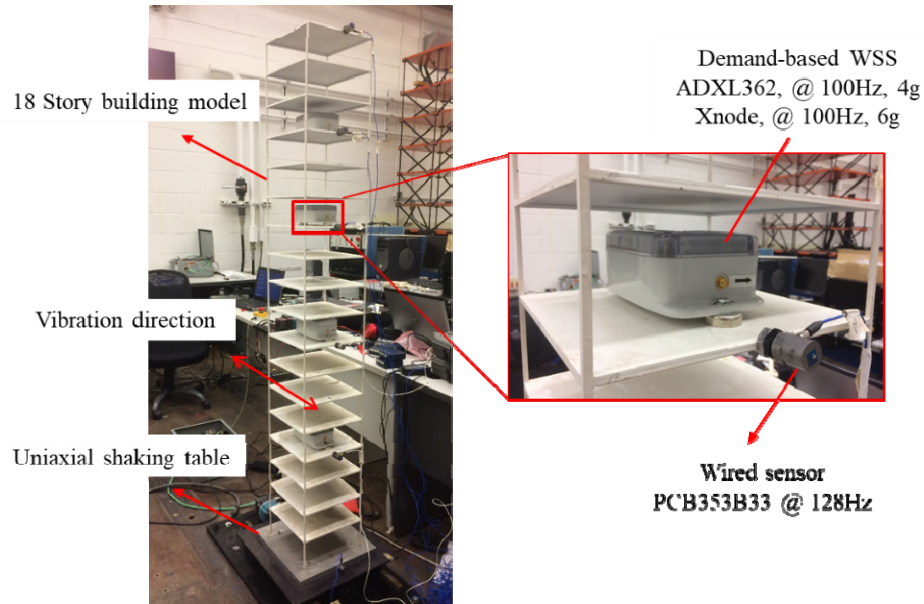 18 Story building model
Vibration direction
Uniaxial shaking table
Demand-based WSS
ADXL362, @ 100Hz, 4g
Xnode, @ 100Hz, 6g
Wired sensor
PCB353B33 @ 128Hz